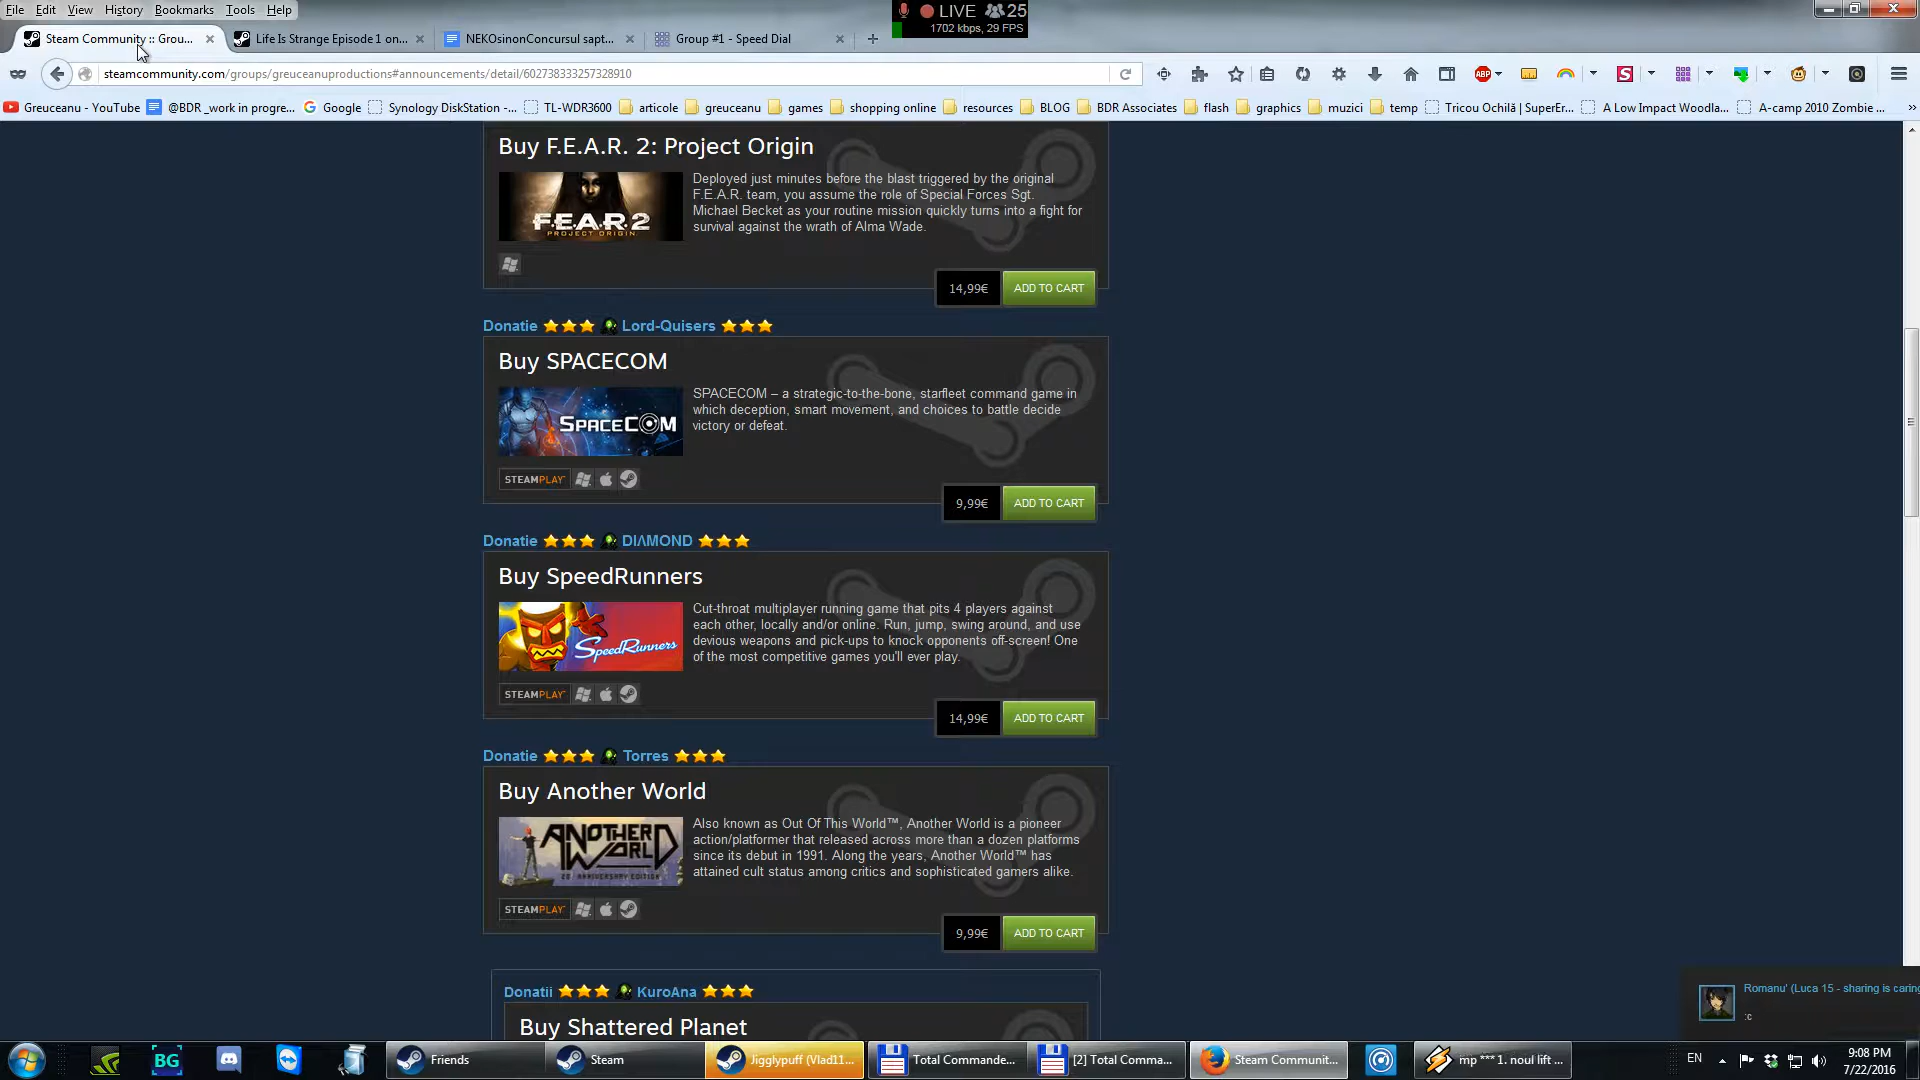 File Edit View History Bookmarks Tools Help
LIVE 25
1702 kbps, 29 FPS
Steam Community :: Grou...
Life Is Strange Episode 1 on...
NEKOsinonConcursul sapt...
Group #1 - Speed Dial
steamcommunity.com/groups/greuceanuproductions#announcements/detail/602738333257328910
ABP
Greuceanu - YouTube @BDR _work in progre... Google Synology DiskStation -... TL-WDR3600 articole greuceanu games shopping online resources BLOG BDR Associates flash graphics muzici temp Tricou Ochilă | SuperEr... A Low Impact Woodla... A-camp 2010 Zombie ...
Buy F.E.A.R. 2: Project Origin
F.E.A.R.2
PROJECT ORIGIN
Deployed just minutes before the blast triggered by the original
F.E.A.R. team, you assume the role of Special Forces Sgt.
Michael Becket as your routine mission quickly turns into a fight for
survival against the wrath of Alma Wade.
14,99€ ADD TO CART
Donatie Lord-Quisers
Buy SPACECOM
SPACECOM
SPACECOM – a strategic-to-the-bone, starfleet command game in
which deception, smart movement, and choices to battle decide
victory or defeat.
STEAMPLAY
9,99€ ADD TO CART
Donatie DIΛMOND
Buy SpeedRunners
SpeedRunners
Cut-throat multiplayer running game that pits 4 players against
each other, locally and/or online. Run, jump, swing around, and use
devious weapons and pick-ups to knock opponents off-screen! One
of the most competitive games you'll ever play.
STEAMPLAY
14,99€ ADD TO CART
Donatie Torres
Buy Another World
ANOTHER WORLD
20 ANNIVERSARY EDITION
Also known as Out Of This World™, Another World is a pioneer
action/platformer that released across more than a dozen platforms
since its debut in 1991. Along the years, Another World™ has
attained cult status among critics and sophisticated gamers alike.
STEAMPLAY
9,99€ ADD TO CART
Donatii KuroAna
Buy Shattered Planet
Romanu' (Luca 15 - sharing is caring
:c
BG
Friends
Steam
Jigglypuff (Vlad11...
Total Commande...
[2] Total Comma...
Steam Communit...
mp *** 1. noul lift ...
EN
9:08 PM
7/22/2016